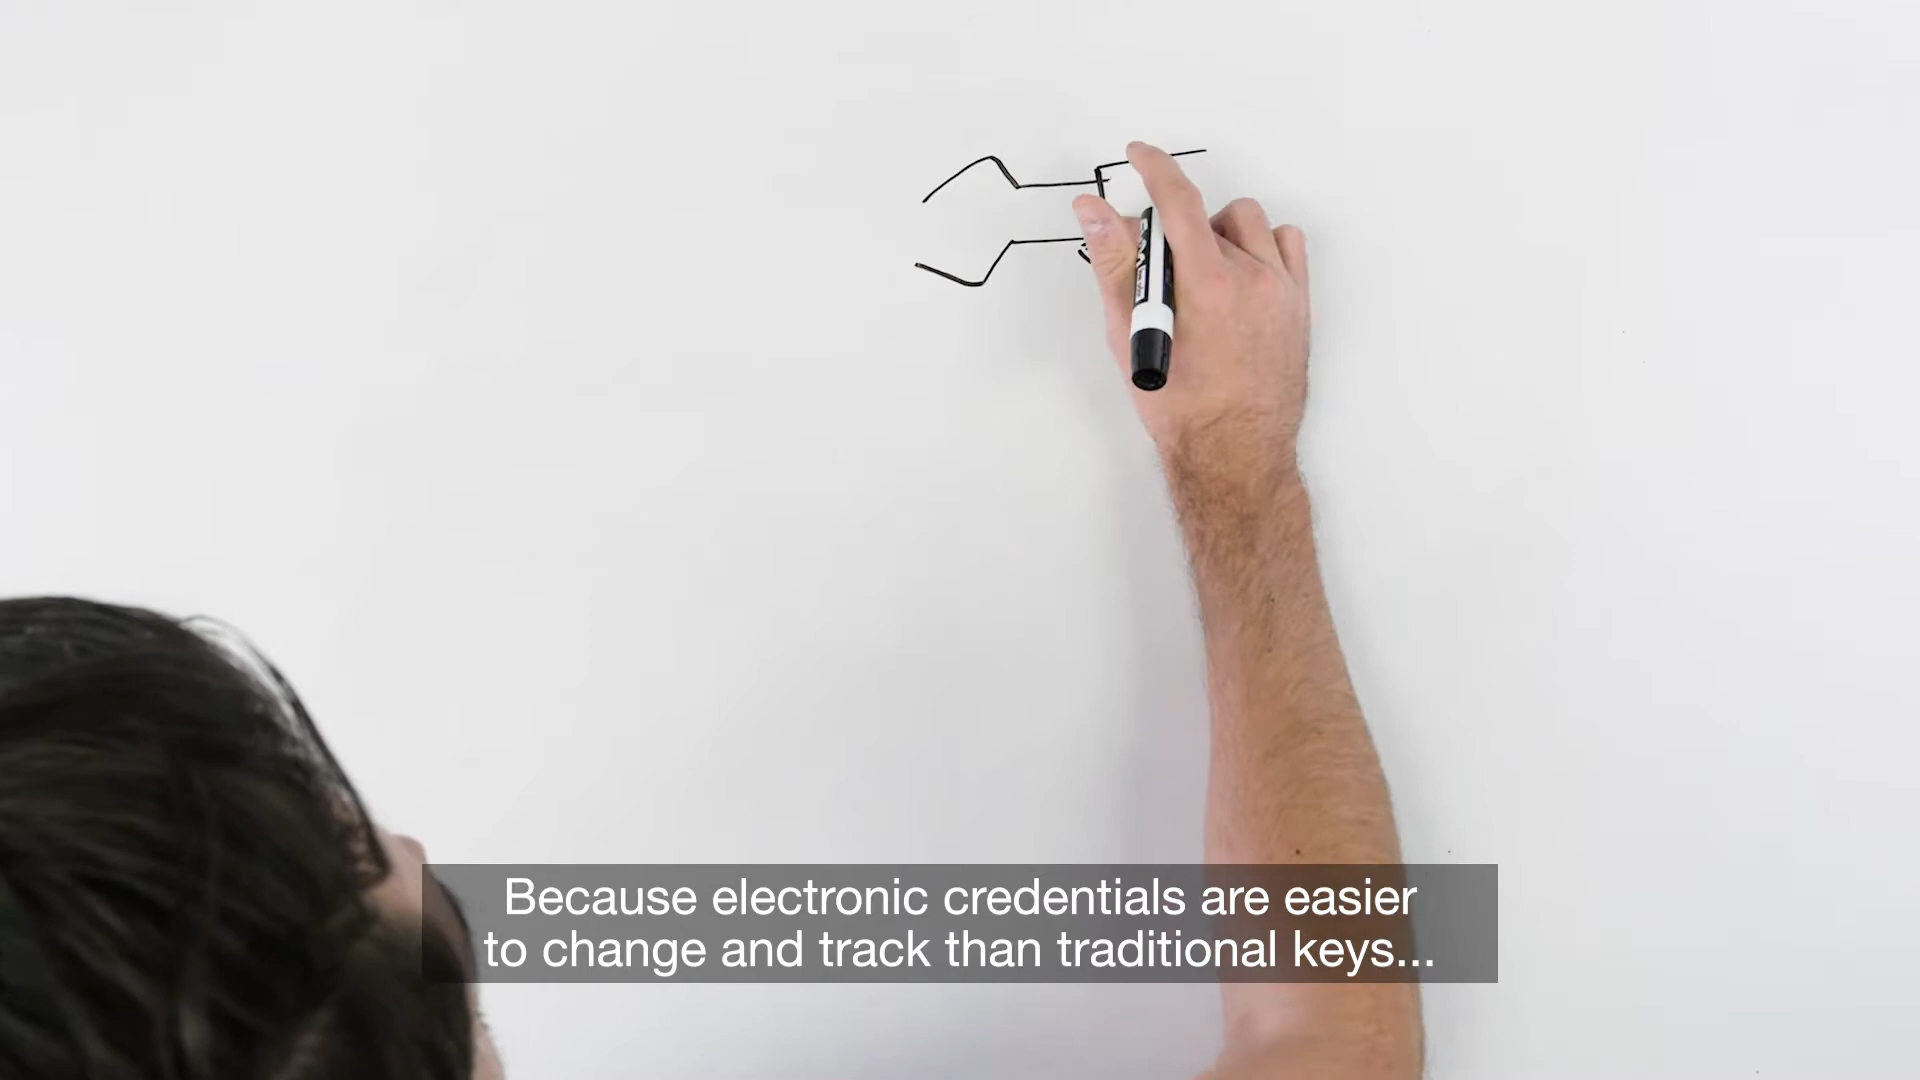 Because electronic credentials are easier
to change and track than traditional keys...